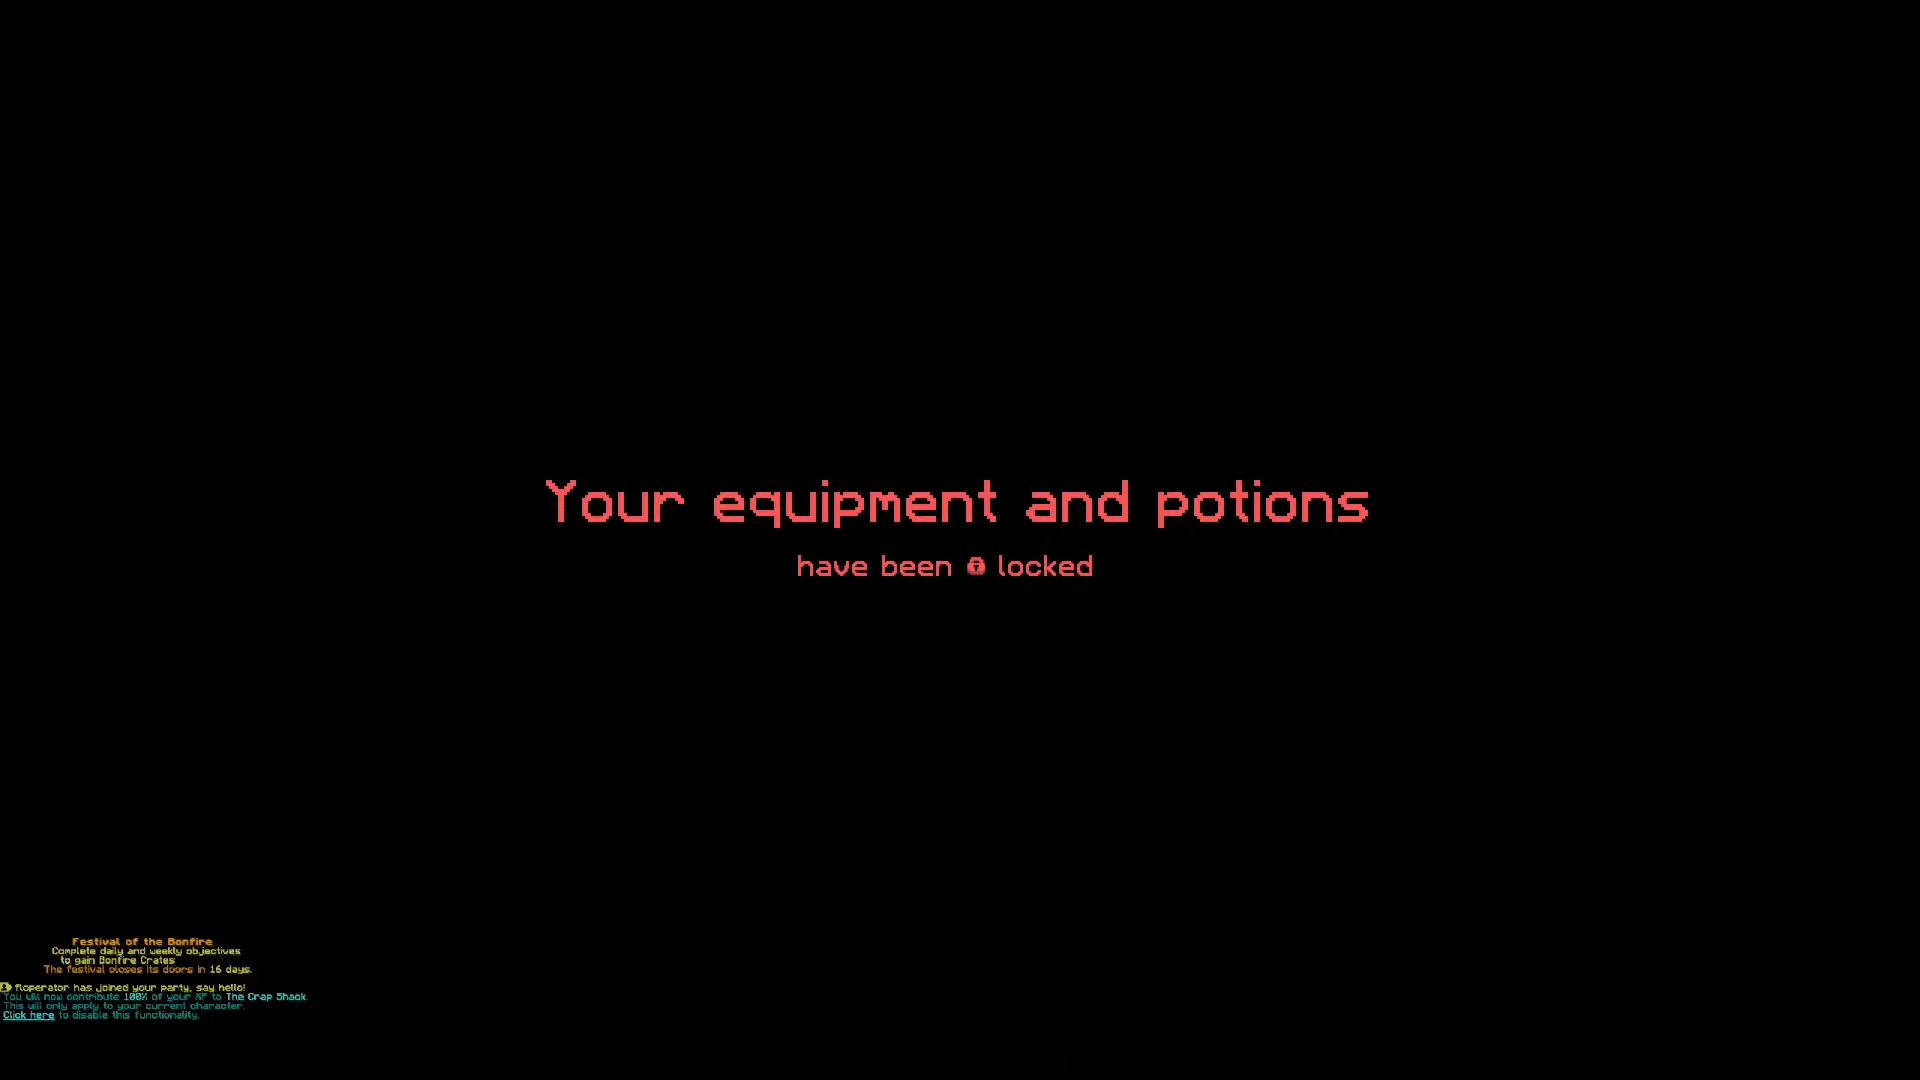 Your equipment and potions
have been locked
Festival of the Bonfire
Complete daily and weekly objectives
to gain Bonfire Crates
The festival closes its doors in 16 days.
floperator has joined your party, say hello!
You will now contribute 100% of your XP to The Crap Shack.
This will only apply to your current character.
Click here to disable this functionality.